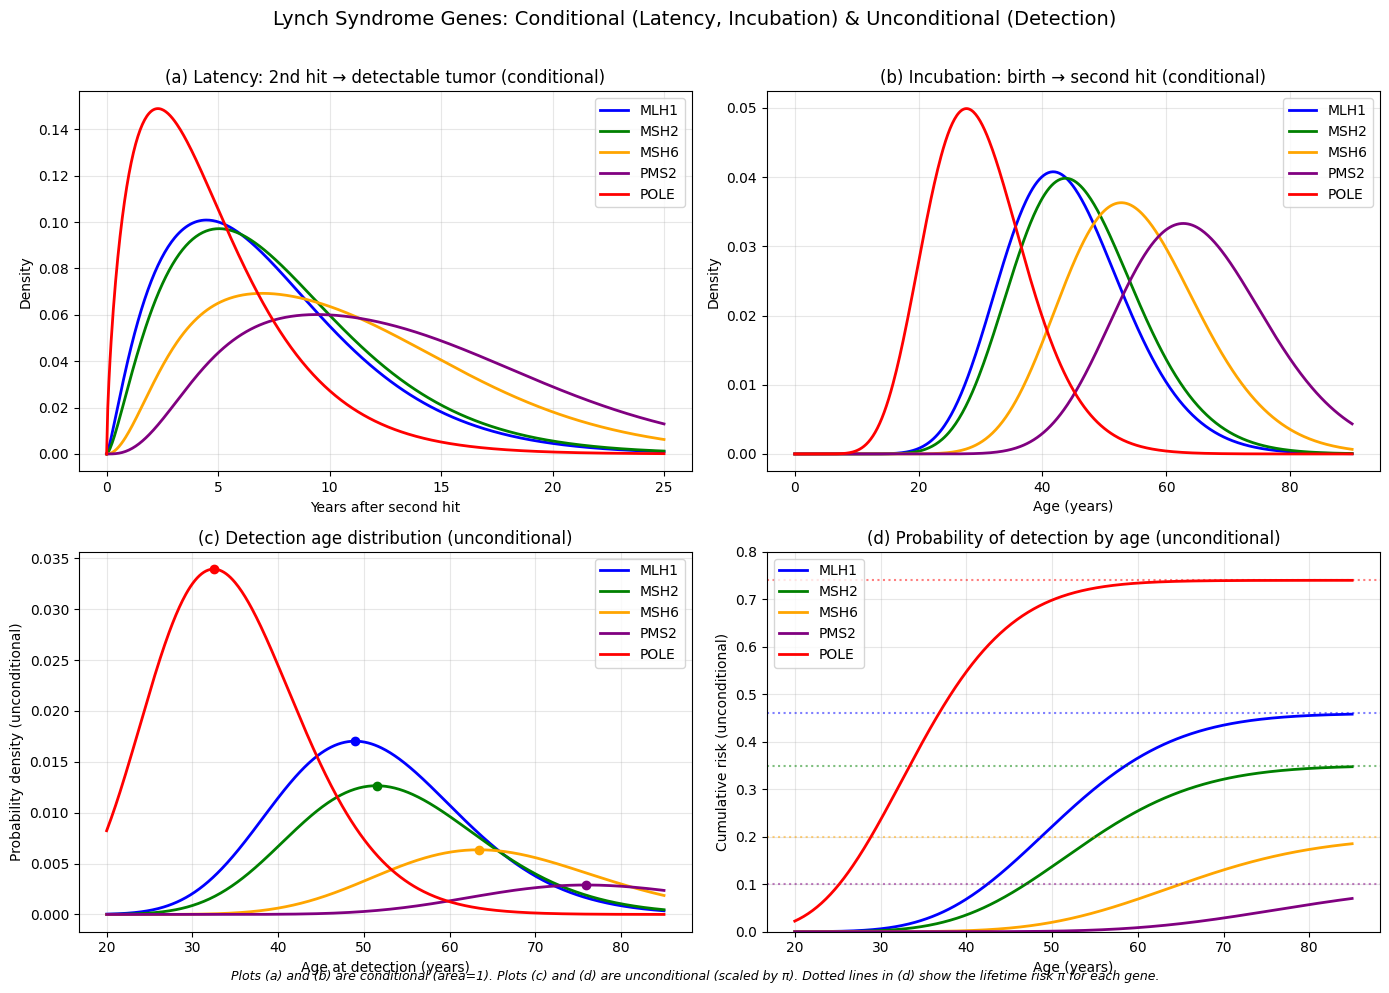 Lynch Syndrome Genes: Conditional (Latency, Incubation) & Unconditional (Detection)
(a) Latency: 2nd hit → detectable tumor (conditional)
Density
0.14
0.12
0.10
0.08
0.06
0.04
0.02
0.00
0
5
10
15
20
25
Years after second hit
MLH1
MSH2
MSH6
PMS2
POLE
(b) Incubation: birth → second hit (conditional)
Density
0.05
0.04
0.03
0.02
0.01
0.00
0
20
40
60
80
Age (years)
MLH1
MSH2
MSH6
PMS2
POLE
(c) Detection age distribution (unconditional)
Probability density (unconditional)
0.035
0.030
0.025
0.020
0.015
0.010
0.005
0.000
20
30
40
50
60
70
80
Age at detection (years)
MLH1
MSH2
MSH6
PMS2
POLE
(d) Probability of detection by age (unconditional)
Cumulative risk (unconditional)
0.8
0.7
0.6
0.5
0.4
0.3
0.2
0.1
0.0
20
30
40
50
60
70
80
Age (years)
MLH1
MSH2
MSH6
PMS2
POLE
Plots (a) and (b) are conditional (area=1). Plots (c) and (d) are unconditional (scaled by π). Dotted lines in (d) show the lifetime risk π for each gene.